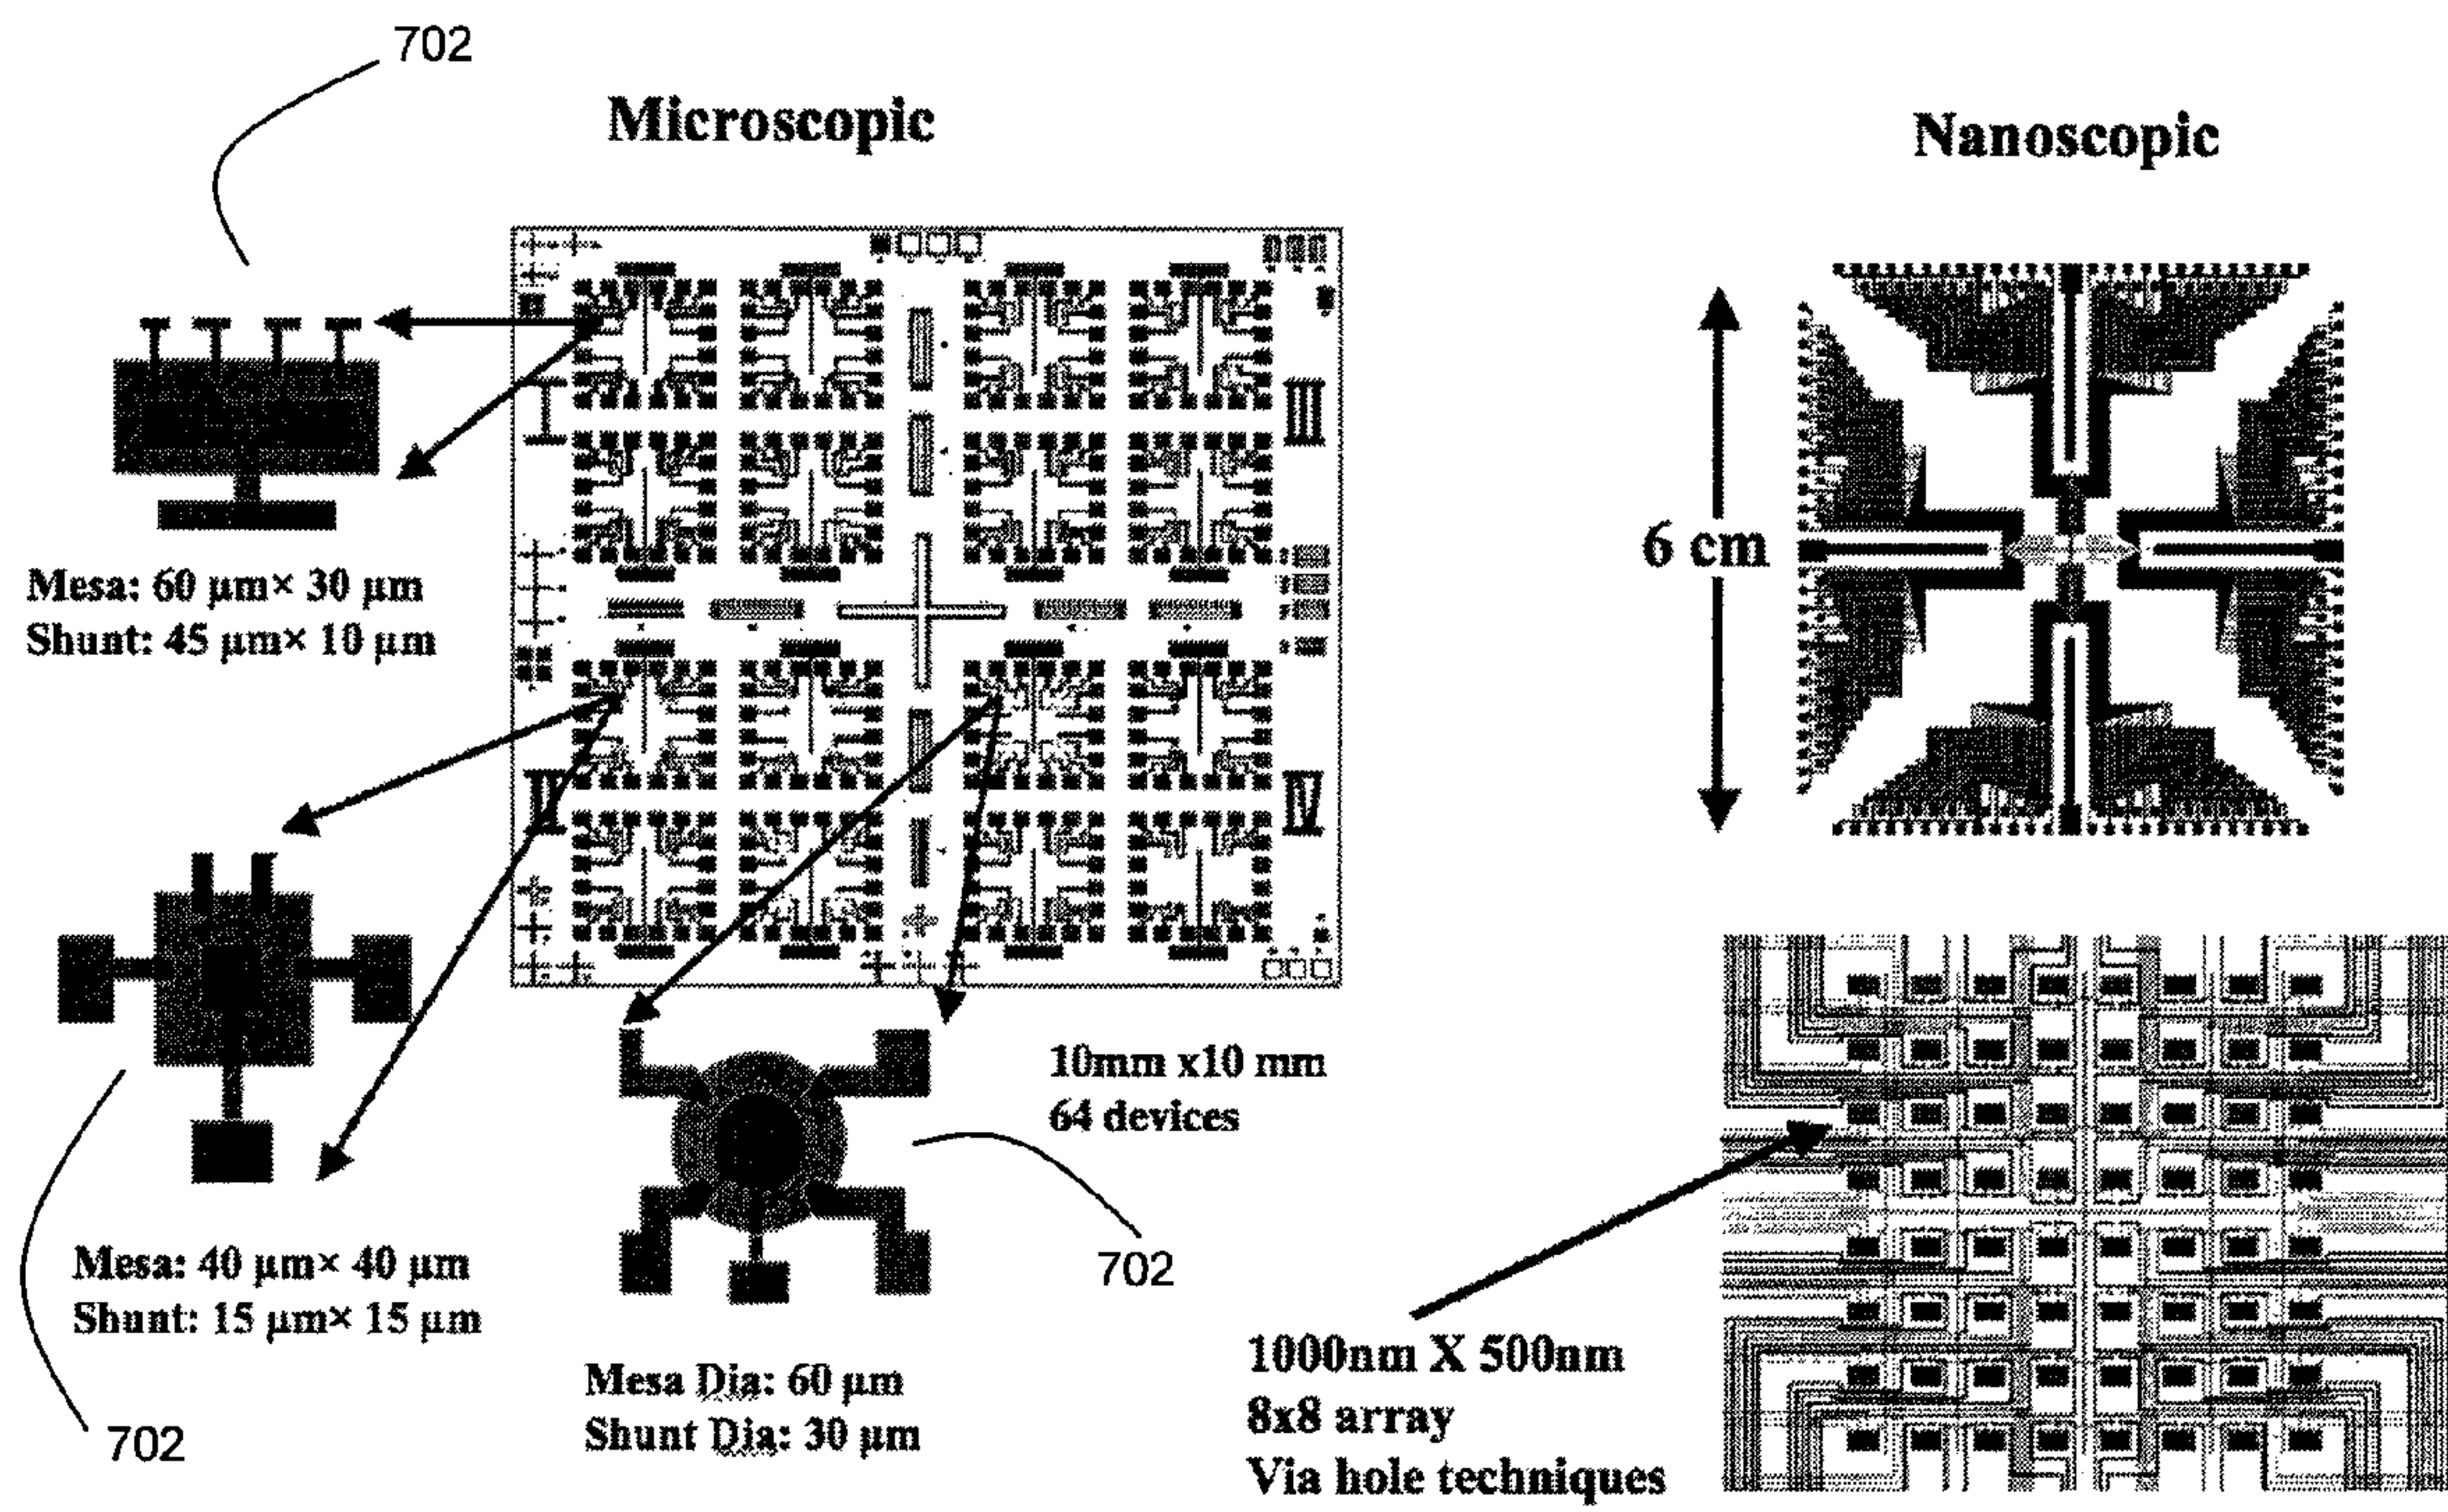 702
Microscopic
Nanoscopic
I
III
6 cm
Mesa: 60 μm× 30 μm
Shunt: 45 μm× 10 μm
IV
10mm x10 mm
64 devices
702
Mesa: 40 μm× 40 μm
Shunt: 15 μm× 15 μm
702
Mesa Dia: 60 μm
Shunt Dia: 30 μm
1000nm X 500nm
8x8 array
Via hole techniques